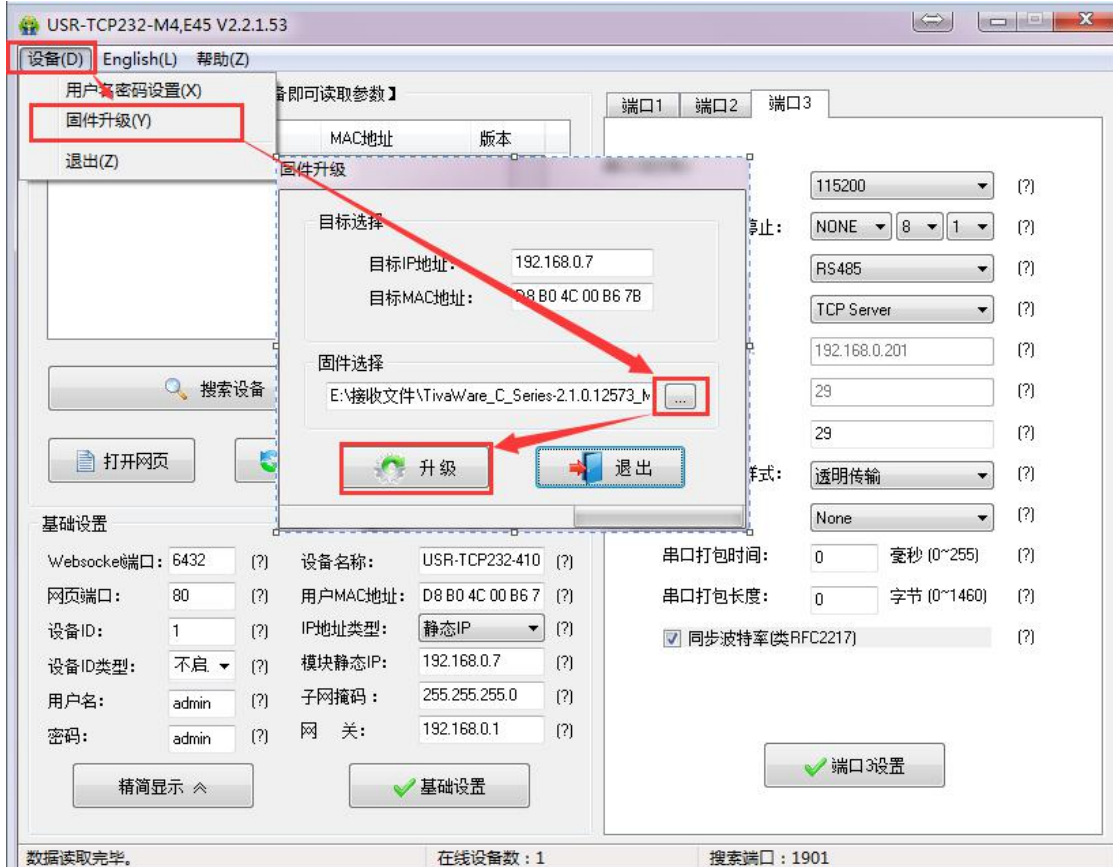 USR-TCP232-M4,E45 V2.2.1.53
设备(D) English(L) 帮助(Z)
用户名密码设置(X)
固件升级(Y)
退出(Z)
备即可读取参数】
MAC地址 版本
搜索设备
打开网页
固件升级
目标选择
目标IP地址: 192.168.0.7
目标MAC地址: D8 B0 4C 00 B6 7B
固件选择
E:\接收文件\TivaWare_C_Series-2.1.0.12573_M ...
升级 退出
基础设置
Websocket端口: 6432 (?) 设备名称: USR-TCP232-410 (?)
网页端口: 80 (?) 用户MAC地址: D8 B0 4C 00 B6 7 (?)
设备ID: 1 (?) IP地址类型: 静态IP (?)
设备ID类型: 不启 (?) 模块静态IP: 192.168.0.7 (?)
用户名: admin (?) 子网掩码: 255.255.255.0 (?)
密码: admin (?) 网 关: 192.168.0.1 (?)
精简显示 基础设置
端口1 端口2 端口3
115200 (?)
停止: NONE 8 1 (?)
RS485 (?)
TCP Server (?)
192.168.0.201 (?)
29 (?)
29 (?)
样式: 透明传输 (?)
None (?)
串口打包时间: 0 毫秒 (0~255) (?)
串口打包长度: 0 字节 (0~1460) (?)
同步波特率(类RFC2217) (?)
端口3设置
数据读取完毕。 在线设备数:1 搜索端口:1901